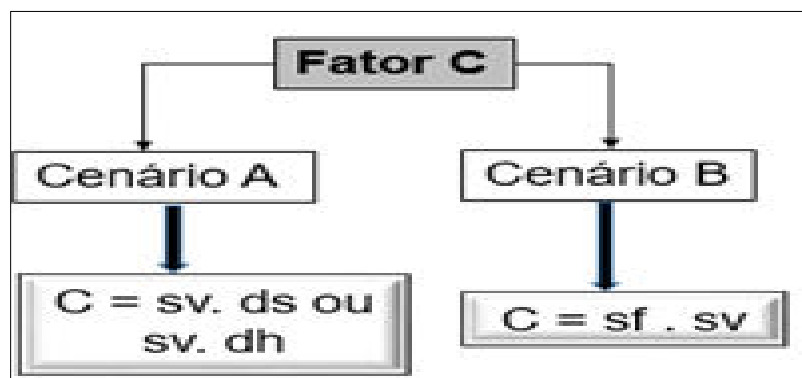 Fator C
Cenário A
Cenário B
C = sv. ds ou
sv. dh
C = sf . sv